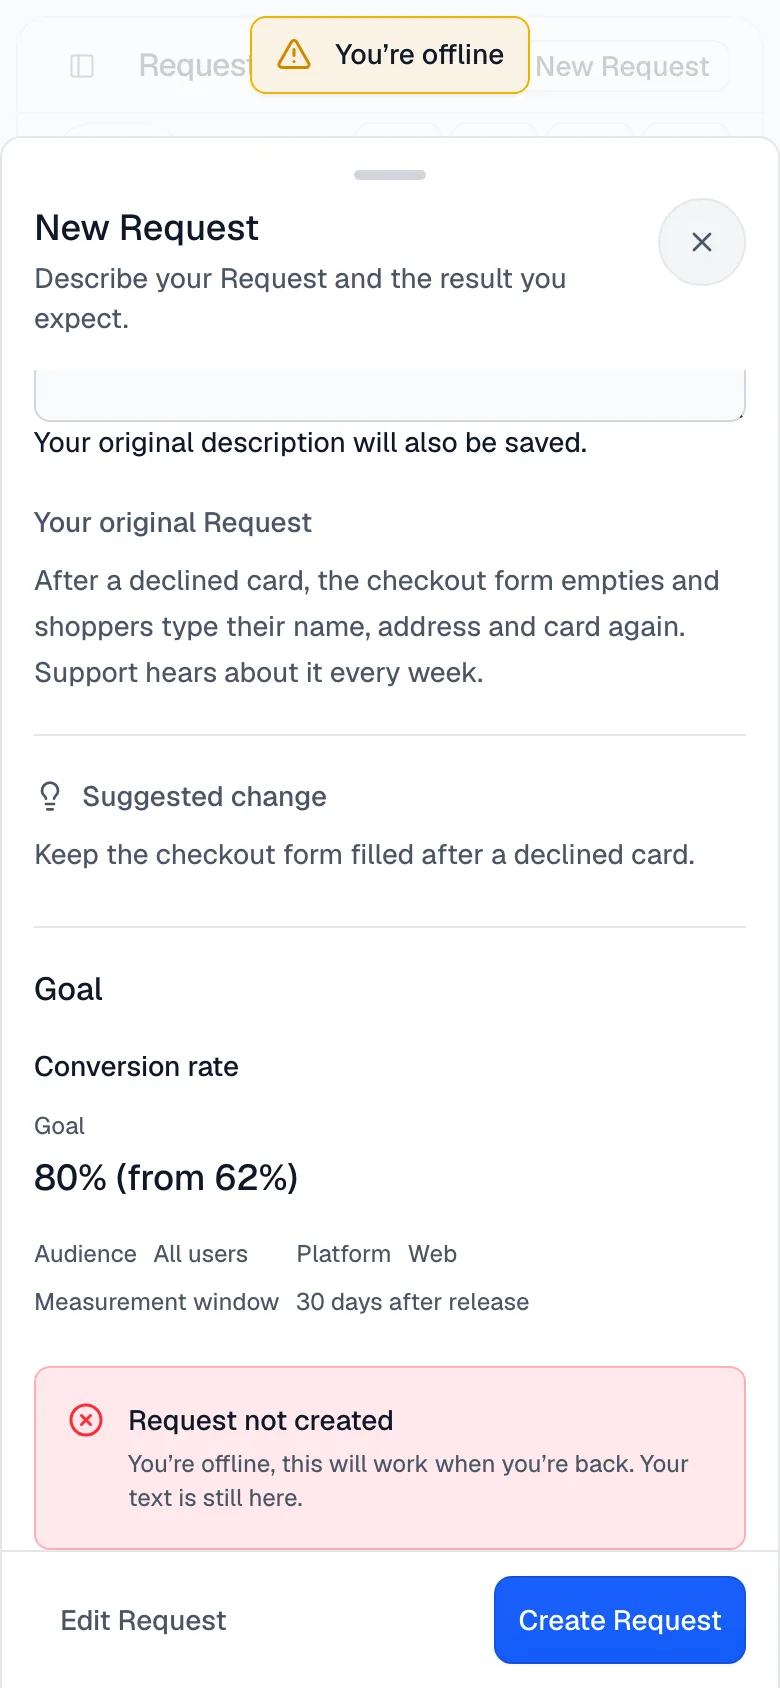 Request
You’re offline
New Request
New Request
Describe your Request and the result you
expect.
Your original description will also be saved.
Your original Request
After a declined card, the checkout form empties and
shoppers type their name, address and card again.
Support hears about it every week.
Suggested change
Keep the checkout form filled after a declined card.
Goal
Conversion rate
Goal
80% (from 62%)
Audience All users Platform Web
Measurement window 30 days after release
Request not created
You’re offline, this will work when you’re back. Your
text is still here.
Edit Request
Create Request